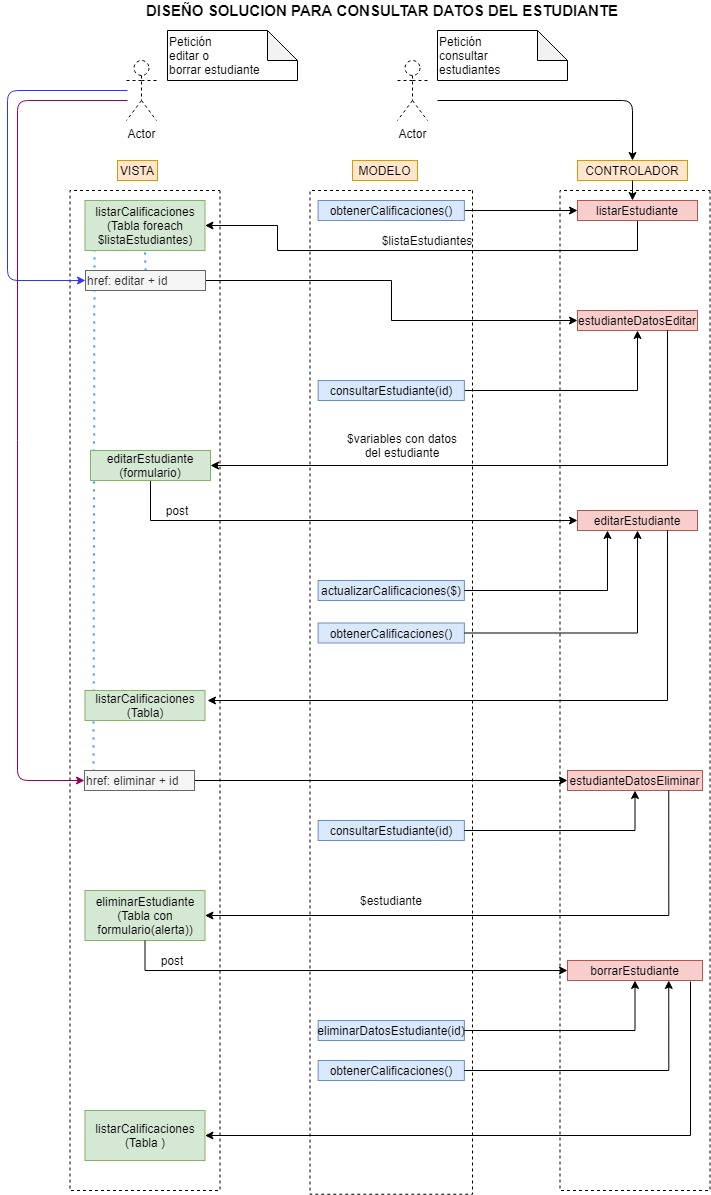 DISEÑO SOLUCION PARA CONSULTAR DATOS DEL ESTUDIANTE
Petición
editar o
borrar estudiante
Petición
consultar
estudiantes
Actor
Actor
VISTA
MODELO
CONTROLADOR
listarCalificaciones
(Tabla foreach
$listaEstudiantes)
obtenerCalificaciones()
listarEstudiante
$listaEstudiantes
href: editar + id
estudianteDatosEditar
consultarEstudiante(id)
$variables con datos
del estudiante
editarEstudiante
(formulario)
post
editarEstudiante
actualizarCalificaciones($)
obtenerCalificaciones()
listarCalificaciones
(Tabla)
href: eliminar + id
estudianteDatosEliminar
consultarEstudiante(id)
eliminarEstudiante
(Tabla con
formulario(alerta))
$estudiante
post
borrarEstudiante
eliminarDatosEstudiante(id)
obtenerCalificaciones()
listarCalificaciones
(Tabla )